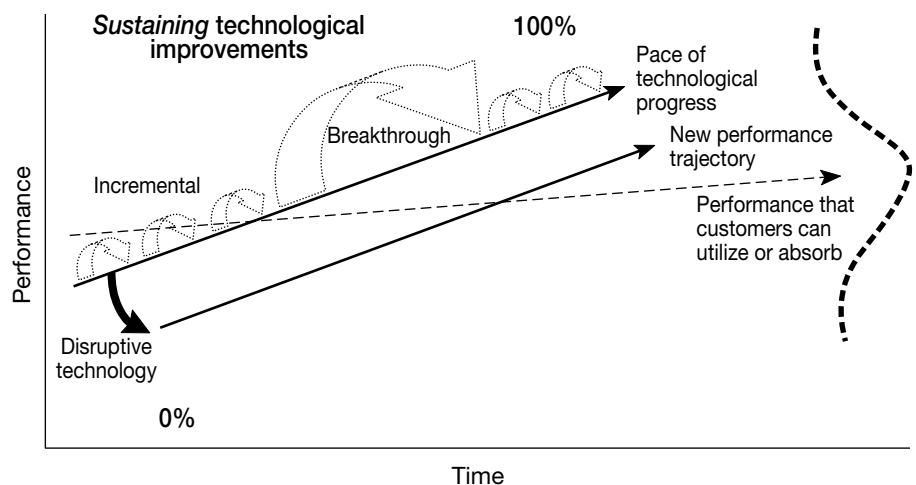 Sustaining technological
improvements
100%
Pace of
technological
progress
Breakthrough
New performance
trajectory
Incremental
Performance that
customers can
utilize or absorb
Performance
Disruptive
technology
0%
Time